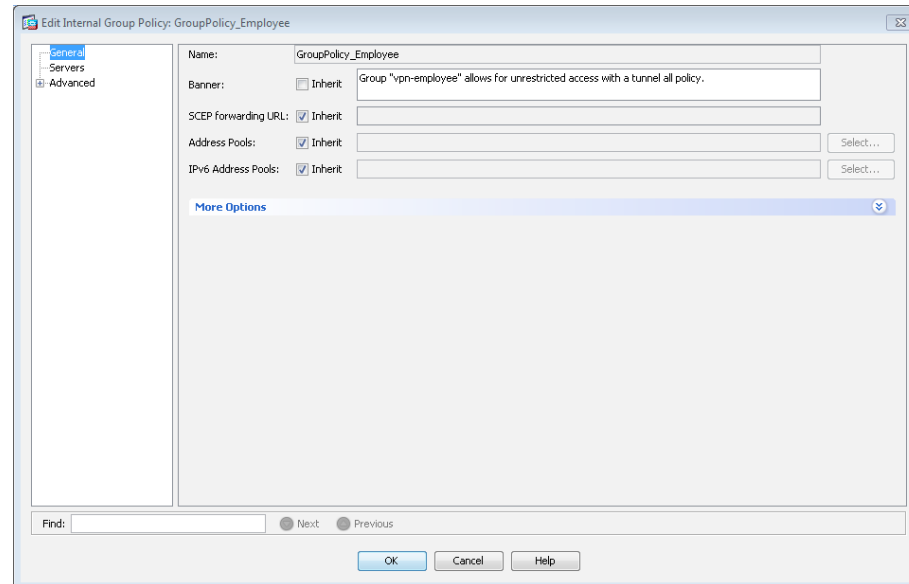 Edit Internal Group Policy: GroupPolicy_Employee
General
Servers
Advanced
Name: GroupPolicy_Employee
Banner: Inherit Group "vpn-employee" allows for unrestricted access with a tunnel all policy.
SCEP forwarding URL: Inherit
Address Pools: Inherit Select...
IPv6 Address Pools: Inherit Select...
More Options
Find: Next Previous
OK Cancel Help